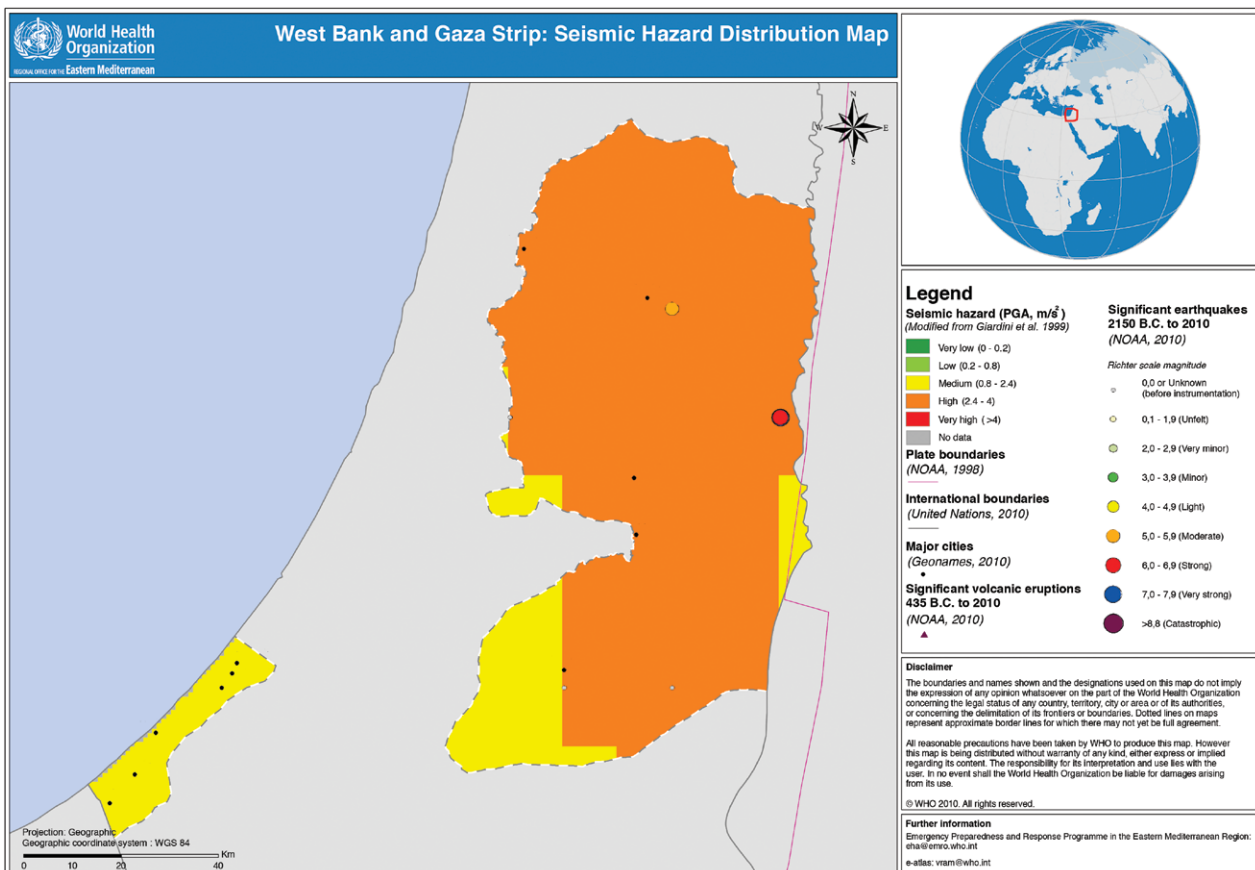 World Health
Organization
REGIONAL OFFICE FOR THE Eastern Mediterranean
West Bank and Gaza Strip: Seismic Hazard Distribution Map
N
W
E
S
Projection: Geographic
Geographic coordinate system : WGS 84
Km
0 10 20 40
Legend
Seismic hazard (PGA, m/s²)
(Modified from Giardini et al. 1999)
Very low (0 - 0.2)
Low (0.2 - 0.8)
Medium (0.8 - 2.4)
High (2.4 - 4)
Very high ( >4)
No data
Plate boundaries
(NOAA, 1998)
International boundaries
(United Nations, 2010)
Major cities
(Geonames, 2010)
Significant volcanic eruptions
435 B.C. to 2010
(NOAA, 2010)
Significant earthquakes
2150 B.C. to 2010
(NOAA, 2010)
Richter scale magnitude
0,0 or Unknown
(before instrumentation)
0,1 - 1,9 (Unfelt)
2,0 - 2,9 (Very minor)
3,0 - 3,9 (Minor)
4,0 - 4,9 (Light)
5,0 - 5,9 (Moderate)
6,0 - 6,9 (Strong)
7,0 - 7,9 (Very strong)
>8,8 (Catastrophic)
Disclaimer
The boundaries and names shown and the designations used on this map do not imply
the expression of any opinion whatsoever on the part of the World Health Organization
concerning the legal status of any country, territory, city or area or of its authorities,
or concerning the delimitation of its frontiers or boundaries. Dotted lines on maps
represent approximate border lines for which there may not yet be full agreement.
All reasonable precautions have been taken by WHO to produce this map. However
this map is being distributed without warranty of any kind, either express or implied
regarding its content. The responsibility for its interpretation and use lies with the
user. In no event shall the World Health Organization be liable for damages arising
from its use.
© WHO 2010. All rights reserved.
Further information
Emergency Preparedness and Response Programme in the Eastern Mediterranean Region:
eha@emro.who.int
e-atlas: vram@who.int